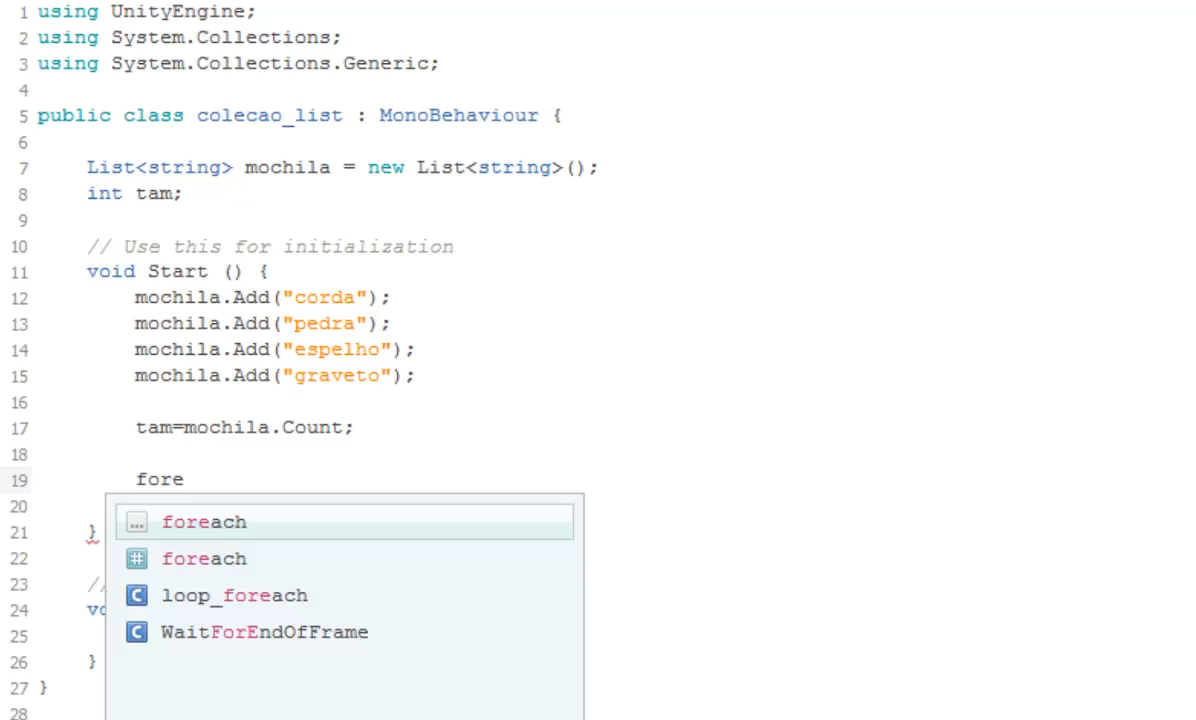 1 using UnityEngine;
2 using System.Collections;
3 using System.Collections.Generic;
4
5 public class colecao_list : MonoBehaviour {
6
7 List<string> mochila = new List<string>();
8 int tam;
9
10 // Use this for initialization
11 void Start () {
12 mochila.Add("corda");
13 mochila.Add("pedra");
14 mochila.Add("espelho");
15 mochila.Add("graveto");
16
17 tam=mochila.Count;
18
19 fore
20
foreach
21 }
22
foreach
23 //
loop_foreach
24 vo
25
WaitForEndOfFrame
26 }
27 }
28